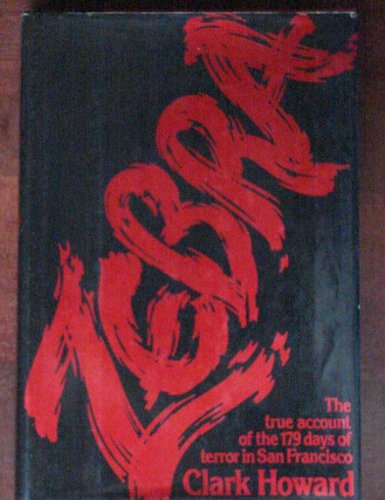 ZEBRA
The
true account
of the 179 days of
terror in San Francisco
Clark Howard